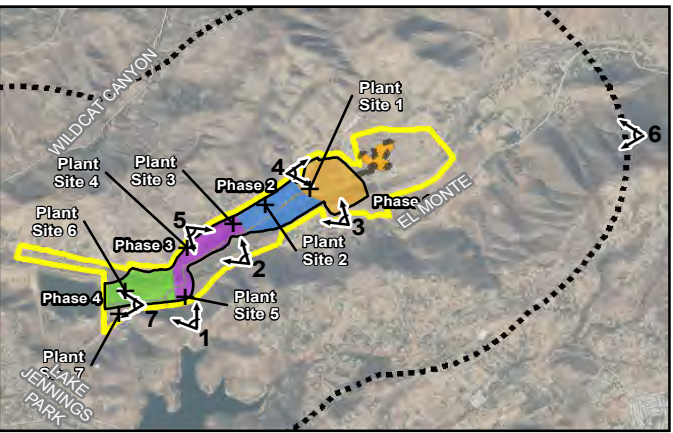 WILDCAT CANYON
Plant
Site 1
6
Plant
Site 4
Plant
Site 3
4
Phase 2
Phase
EL MONTE
Plant
Site 6
5
3
Phase 3
Plant
Site 2
2
Phase 4
Plant
Site 5
7
1
Plant
LAKE
JENNINGS
PARK